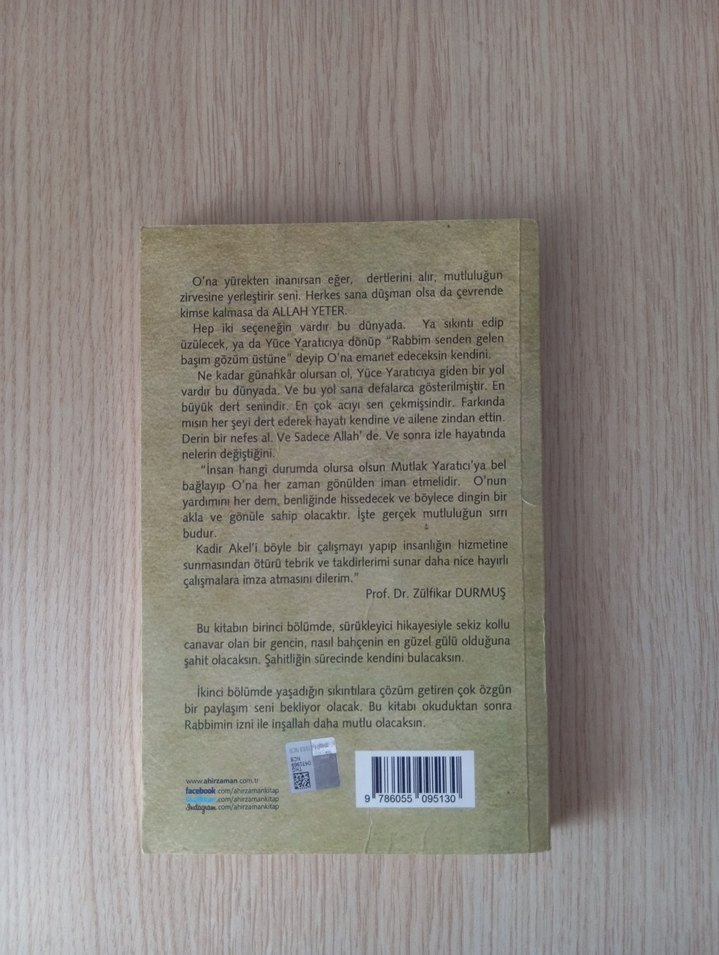 O'na yürekten inanırsan eğer, dertlerini alır, mutluluğun
zirvesine yerleştirir seni. Herkes sana düşman olsa da çevrende
kimse kalmasa da ALLAH YETER.
Hep iki seçeneğin vardır bu dünyada. Ya sıkıntı edip
üzülecek, ya da Yüce Yaratıcıya dönüp "Rabbim senden gelen
başım gözüm üstüne" deyip O'na emanet edeceksin kendini.
Ne kadar günahkâr olursan ol, Yüce Yaratıcıya giden bir yol
vardır bu dünyada. Ve bu yol sana defalarca gösterilmiştir. En
büyük dert senindir. En çok acıyı sen çekmişsindir. Farkında
mısın her şeyi dert ederek hayatı kendine ve ailene zindan ettin.
Derin bir nefes al. Ve Sadece Allah' de. Ve sonra izle hayatında
nelerin değiştiğini.
"İnsan hangi durumda olursa olsun Mutlak Yaratıcı'ya bel
bağlayıp O'na her zaman gönülden iman etmelidir. O'nun
yardımını her dem, benliğinde hissedecek ve böylece dingin bir
akla ve gönüle sahip olacaktır. İşte gerçek mutluluğun sırrı
budur.
Kadir Akel'i böyle bir çalışmayı yapıp insanlığın hizmetine
sunmasından ötürü tebrik ve takdirlerimi sunar daha nice hayırlı
çalışmalara imza atmasını dilerim."
Prof. Dr. Zülfikar DURMUŞ
Bu kitabın birinci bölümde, sürükleyici hikayesiyle sekiz kollu
canavar olan bir gencin, nasıl bahçenin en güzel gülü olduğuna
şahit olacaksın. Şahitliğin sürecinde kendini bulacaksın.
İkinci bölümde yaşadığın sıkıntılara çözüm getiren çok özgün
bir paylaşım seni bekliyor olacak. Bu kitabı okuduktan sonra
Rabbimin izni ile inşallah daha mutlu olacaksın.
www.ahirzaman.com.tr
facebook.com/ahirzamankitap
.com/ahirzamankitap
Instagram.com/ahirzamankitap
9 786055 095130